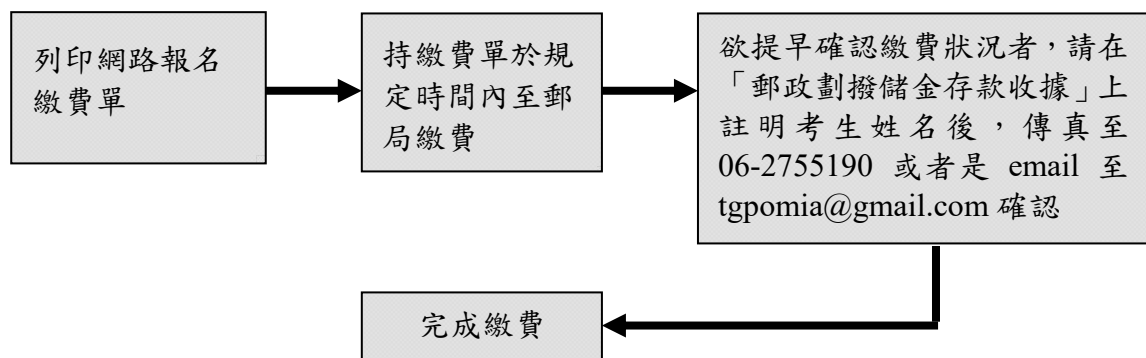 列印網路報名
繳費單
持繳費單於規
定時間內至郵
局繳費
欲提早確認繳費狀況者，請在
「郵政劃撥儲金存款收據」上
註明考生姓名後，傳真至
06-2755190 或者是 email 至
tgpomia@gmail.com 確認
完成繳費